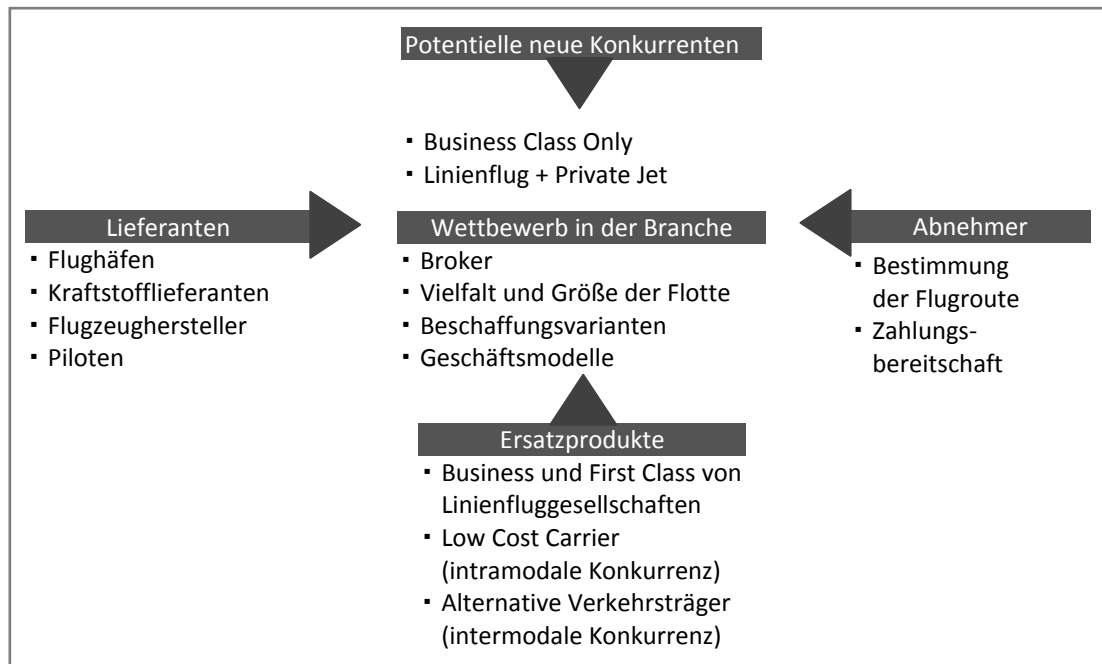 Potentielle neue Konkurrenten
▪ Business Class Only
▪ Linienflug + Private Jet
Lieferanten
▪ Flughäfen
▪ Kraftstofflieferanten
▪ Flugzeughersteller
▪ Piloten
Wettbewerb in der Branche
▪ Broker
▪ Vielfalt und Größe der Flotte
▪ Beschaffungsvarianten
▪ Geschäftsmodelle
Abnehmer
▪ Bestimmung
der Flugroute
▪ Zahlungs-
bereitschaft
Ersatzprodukte
▪ Business und First Class von
Linienfluggesellschaften
▪ Low Cost Carrier
(intramodale Konkurrenz)
▪ Alternative Verkehrsträger
(intermodale Konkurrenz)